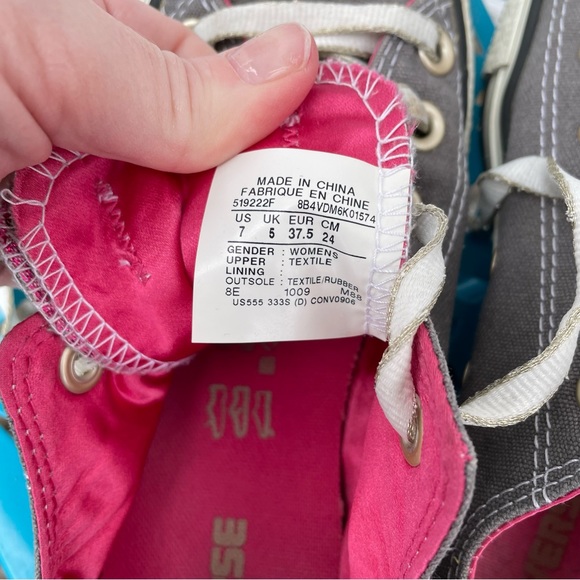 MADE IN CHINA
FABRIQUE EN CHINE
519222F 8B4VDM6K01574
US UK EUR CM
7 5 37.5 24
GENDER : WOMENS
UPPER : TEXTILE
LINING :
OUTSOLE : TEXTILE/RUBBER
8E 1009 M88
US555 333S (D) CONV0906